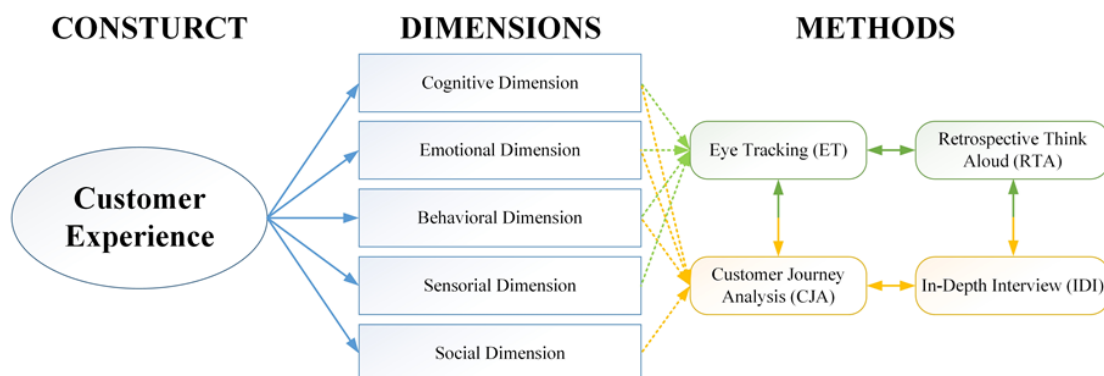 CONSTURCT
DIMENSIONS
METHODS
Customer
Experience
Cognitive Dimension
Emotional Dimension
Behavioral Dimension
Sensorial Dimension
Social Dimension
Eye Tracking (ET)
Retrospective Think
Aloud (RTA)
Customer Journey
Analysis (CJA)
In-Depth Interview (IDI)